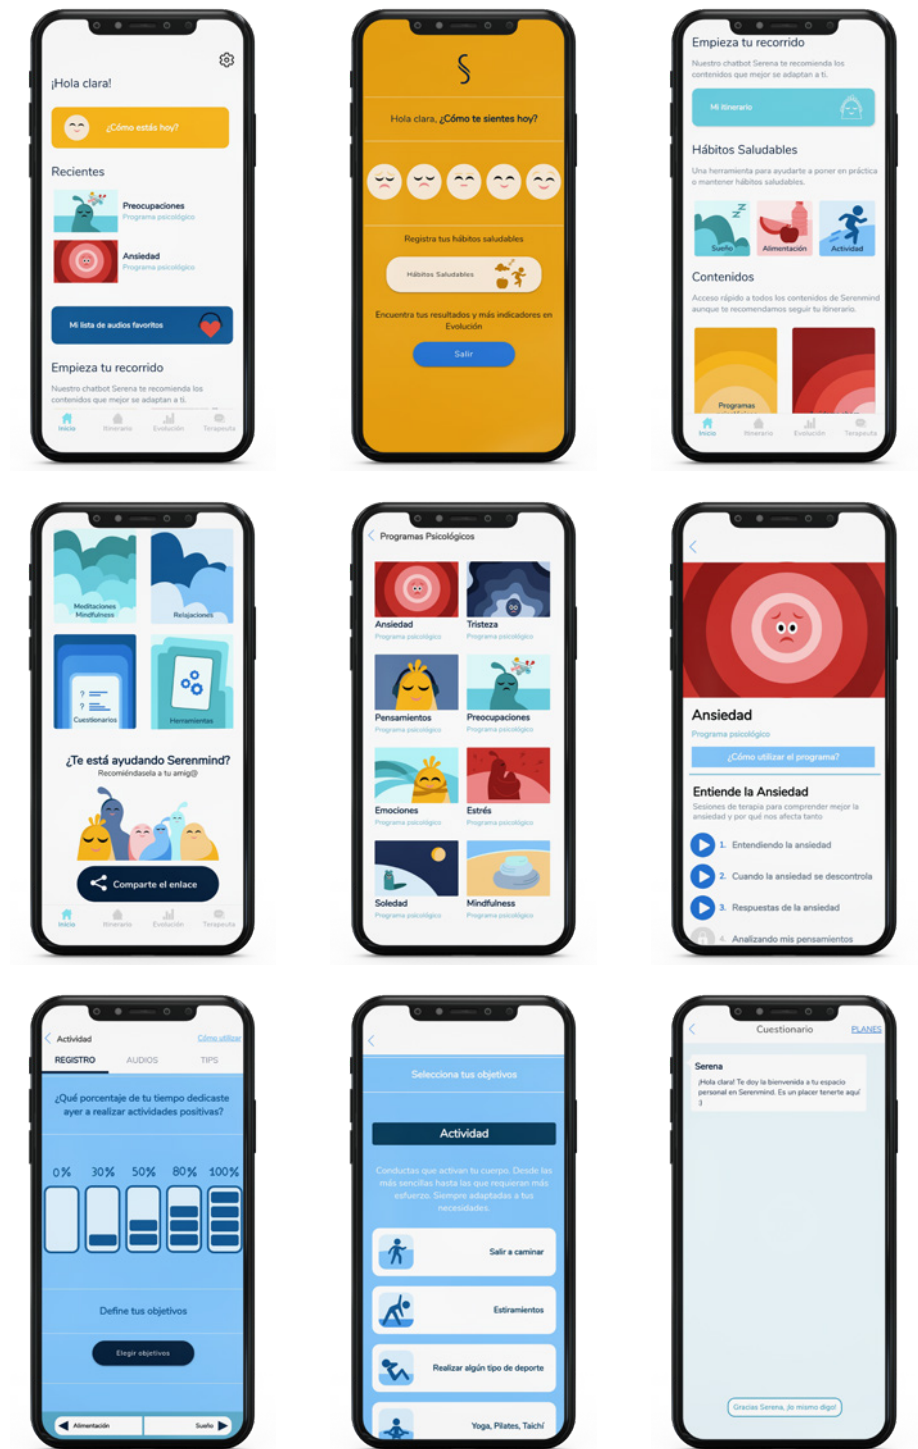 ¡Hola clara!
¿Cómo estás hoy?
Recientes
Preocupaciones
Programa psicológico
Ansiedad
Programa psicológico
Mi lista de audios favoritos
Empieza tu recorrido
Nuestro chatbot Serena te recomienda los
contenidos que mejor se adaptan a ti.
Inicio
Itinerario
Evolución
Terapeuta
Hola clara, ¿Cómo te sientes hoy?
Registra tus hábitos saludables
Hábitos Saludables
Encuentra tus resultados y más indicadores en
Evolución
Salir
Empieza tu recorrido
Nuestro chatbot Serena te recomienda los
contenidos que mejor se adaptan a ti.
Mi itinerario
Hábitos Saludables
Una herramienta para ayudarte a poner en práctica
o mantener hábitos saludables.
Sueño
Alimentación
Actividad
Contenidos
Acceso rápido a todos los contenidos de Serenmind
aunque te recomendamos seguir tu itinerario.
Programas
Inicio
Itinerario
Evolución
Terapeuta
Meditaciones
Mindfulness
Relajaciones
Cuestionarios
Herramientas
¿Te está ayudando Serenmind?
Recomiéndasela a tu amig@
Comparte el enlace
Inicio
Itinerario
Evolución
Terapeuta
Programas Psicológicos
Ansiedad
Programa psicológico
Tristeza
Programa psicológico
Pensamientos
Programa psicológico
Preocupaciones
Programa psicológico
Emociones
Programa psicológico
Estrés
Programa psicológico
Soledad
Programa psicológico
Mindfulness
Programa psicológico
Ansiedad
Programa psicológico
¿Cómo utilizar el programa?
Entiende la Ansiedad
Sesiones de terapia para comprender mejor la
ansiedad y por qué nos afecta tanto
1. Entendiendo la ansiedad
2. Cuando la ansiedad se descontrola
3. Respuestas de la ansiedad
4. Analizando mis pensamientos
Actividad
Cómo utilizar
REGISTRO
AUDIOS
TIPS
¿Qué porcentaje de tu tiempo dedicaste
ayer a realizar actividades positivas?
0% 30% 50% 80% 100%
Define tus objetivos
Elegir objetivos
Alimentación
Sueño
Selecciona tus objetivos
Actividad
Conductas que activan tu cuerpo. Desde las
más sencillas hasta las que requieran más
esfuerzo. Siempre adaptadas a tus
necesidades.
Salir a caminar
Estiramientos
Realizar algún tipo de deporte
Yoga, Pilates, Taichí
Cuestionario
PLANES
Serena
¡Hola clara! Te doy la bienvenida a tu espacio
personal en Serenmind. Es un placer tenerte aquí
:)
Gracias Serena, ¡lo mismo digo!